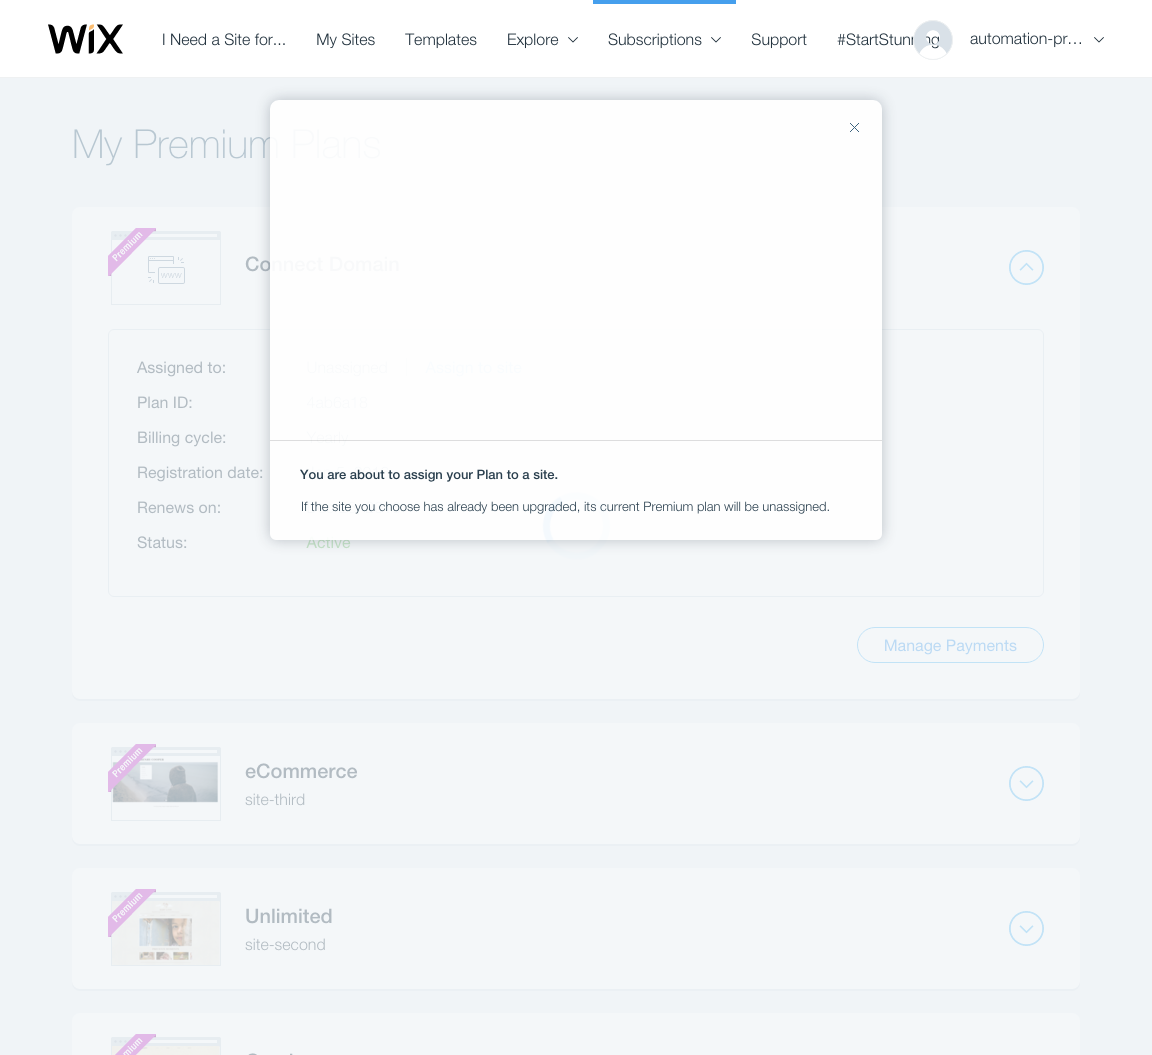 WiX
I Need a Site for... My Sites Templates Explore Subscriptions Support #StartStunning automation-pr...
My Premium Plans
Premium
www
Connect Domain
Assigned to:
Plan ID:
Billing cycle:
Registration date:
Renews on:
Status: Active
You are about to assign your Plan to a site.
If the site you choose has already been upgraded, its current Premium plan will be unassigned.
Manage Payments
Premium
eCommerce
site-third
Premium
Unlimited
site-second